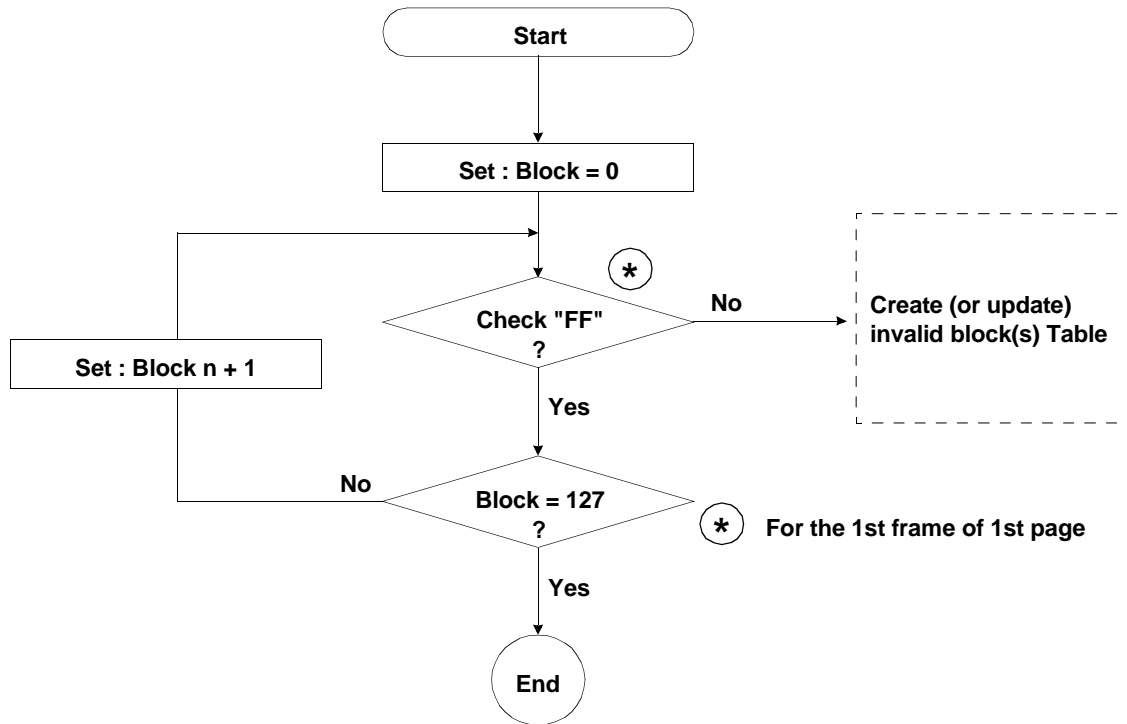 Start
Set : Block = 0
*
Check "FF"
?
No
Create (or update)
invalid block(s) Table
Set : Block n + 1
Yes
No
Block = 127
?
* For the 1st frame of 1st page
Yes
End